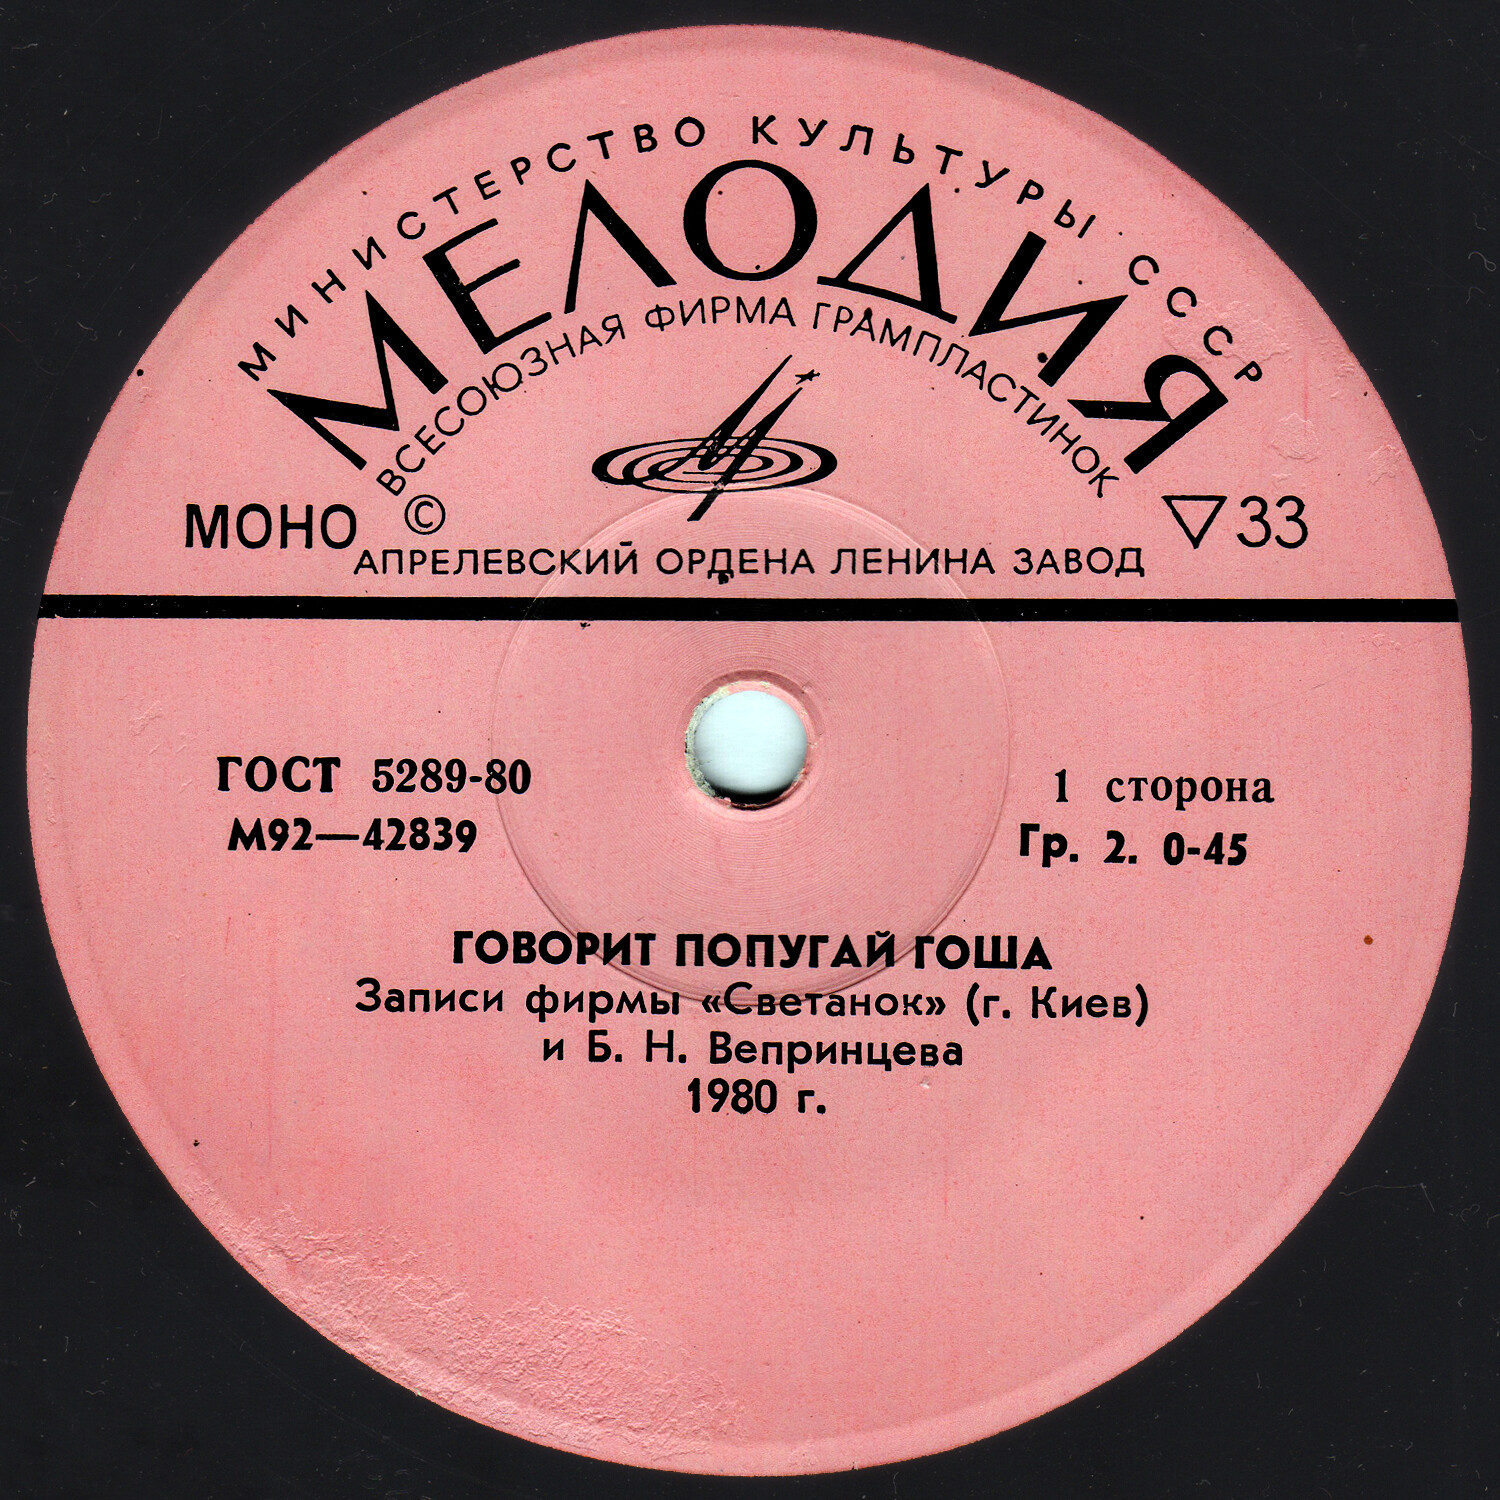 МИНИСТЕРСТВО КУЛЬТУРЫ СССР
МЕЛОДИЯ
ВСЕСОЮЗНАЯ ФИРМА ГРАМПЛАСТИНОК
МОНО © ▽33
АПРЕЛЕВСКИЙ ОРДЕНА ЛЕНИНА ЗАВОД
ГОСТ 5289-80
М92—42839
1 сторона
Гр. 2. 0-45
ГОВОРИТ ПОПУГАЙ ГОША
Записи фирмы «Светанок» (г. Киев)
и Б. Н. Вепринцева
1980 г.